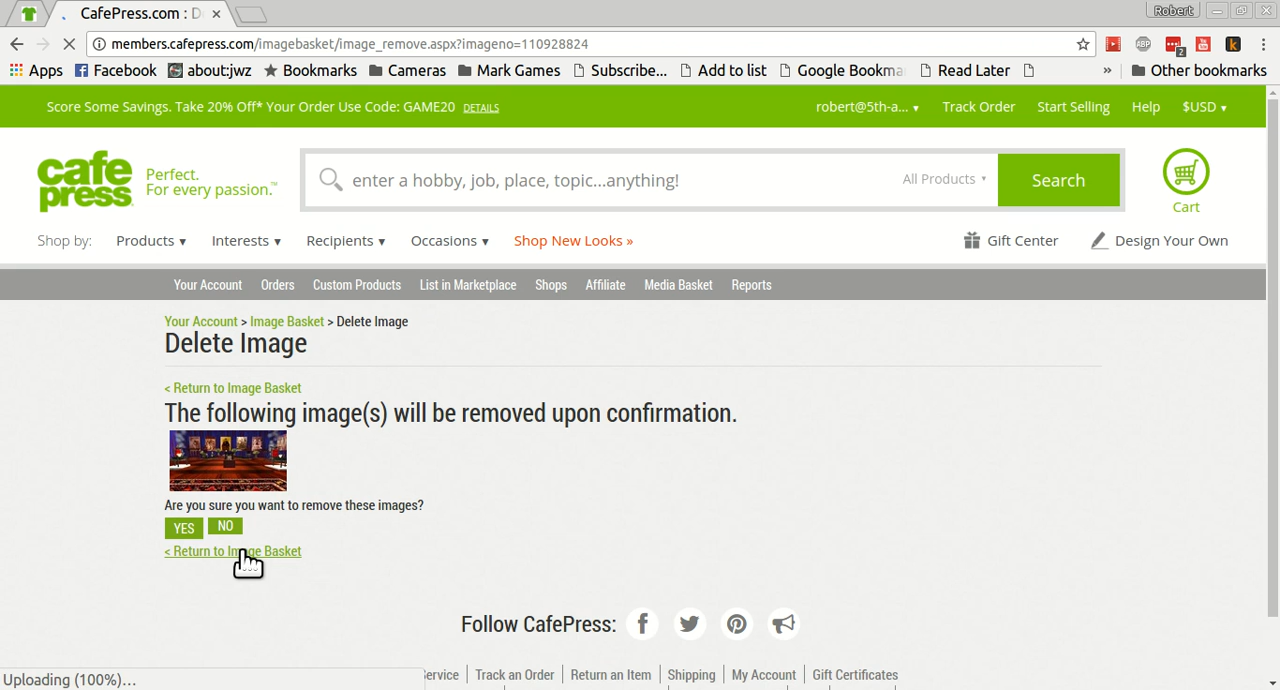 Robert
CafePress.com : D
members.cafepress.com/imagebasket/image_remove.aspx?imageno=110928824
ABP
2
You
k
Apps Facebook about:jwz Bookmarks Cameras Mark Games Subscribe... Add to list Google Bookma Read Later » Other bookmarks
Score Some Savings. Take 20% Off* Your Order Use Code: GAME20 DETAILS
robert@5th-a... ▾ Track Order Start Selling Help $USD ▾
cafe
press
Perfect.
For every passion.™
enter a hobby, job, place, topic...anything!
All Products ▾
Search
Cart
Shop by: Products ▾ Interests ▾ Recipients ▾ Occasions ▾ Shop New Looks » Gift Center Design Your Own
Your Account Orders Custom Products List in Marketplace Shops Affiliate Media Basket Reports
Your Account > Image Basket > Delete Image
Delete Image
< Return to Image Basket
The following image(s) will be removed upon confirmation.
Are you sure you want to remove these images?
YES NO
< Return to Image Basket
Follow CafePress:
ervice | Track an Order | Return an Item | Shipping | My Account | Gift Certificates
Uploading (100%)...